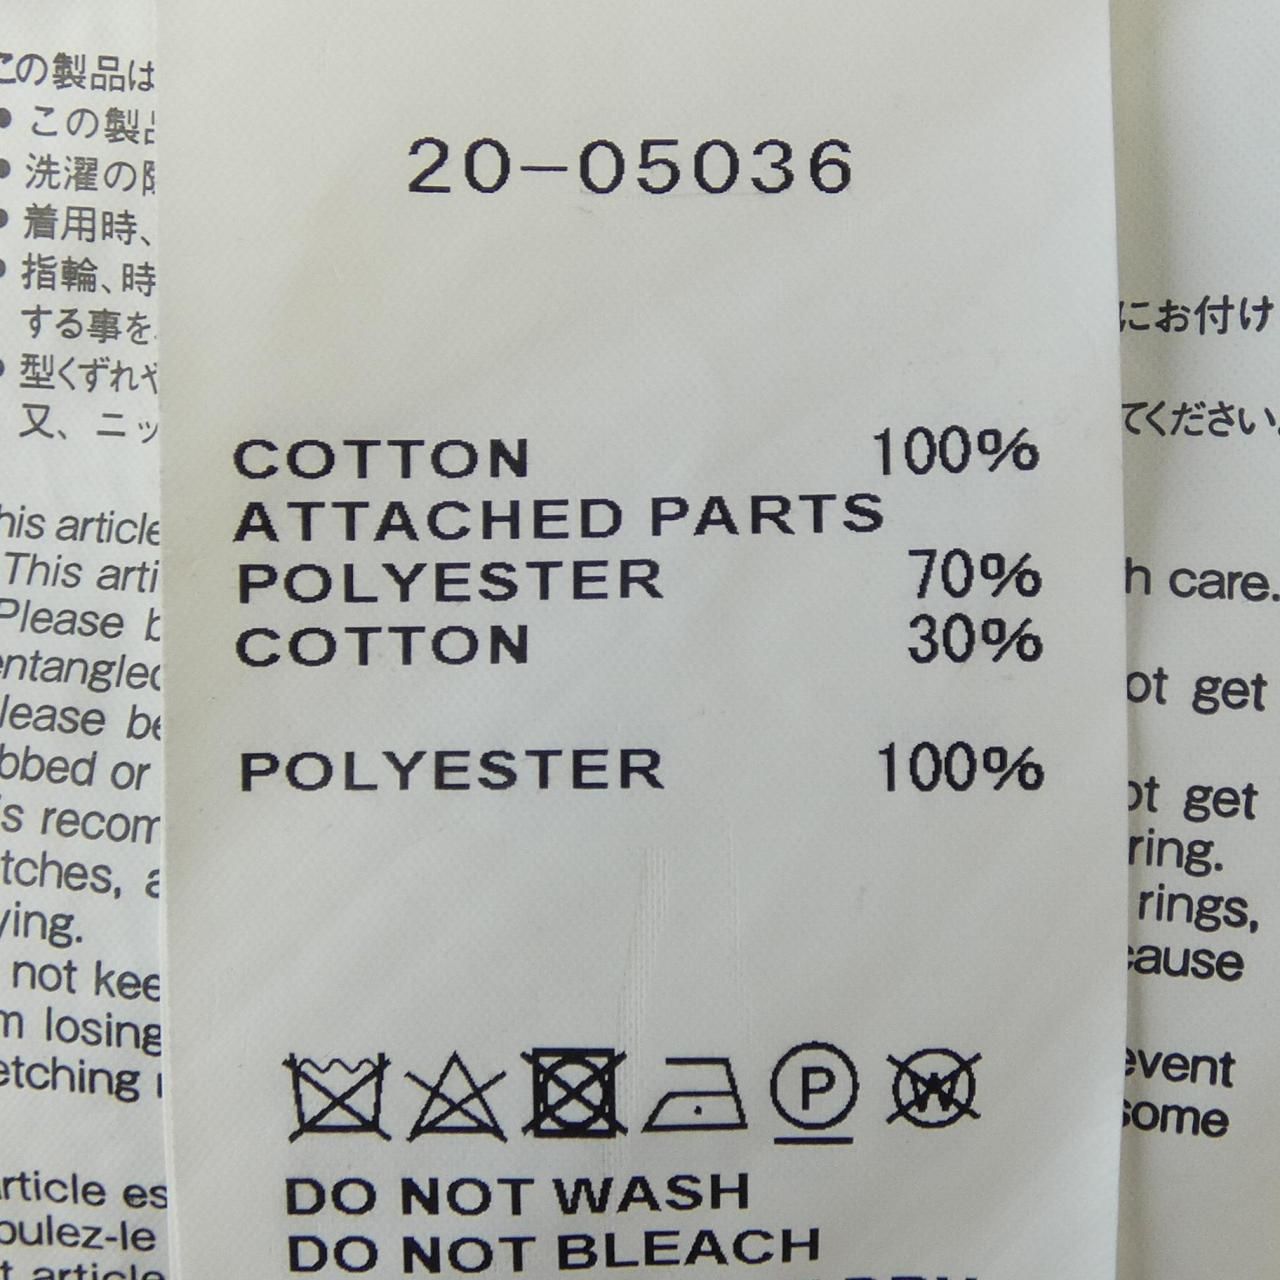 20-05036
COTTON 100%
ATTACHED PARTS
POLYESTER 70%
COTTON 30%
POLYESTER 100%
P
W
DO NOT WASH
DO NOT BLEACH
この製品は
• この製
• 洗濯の
• 着用時、
• 指輪、時
する事を
• 型くずれや
又、ニッ
his article
This arti
Please b
entangled
lease be
bbed or
is recom
tches, a
ying.
not kee
m losing
etching
rticle es
oulez-le
t article
にお付け
てください。
h care.
ot get
ot get
ring.
rings,
cause
event
some